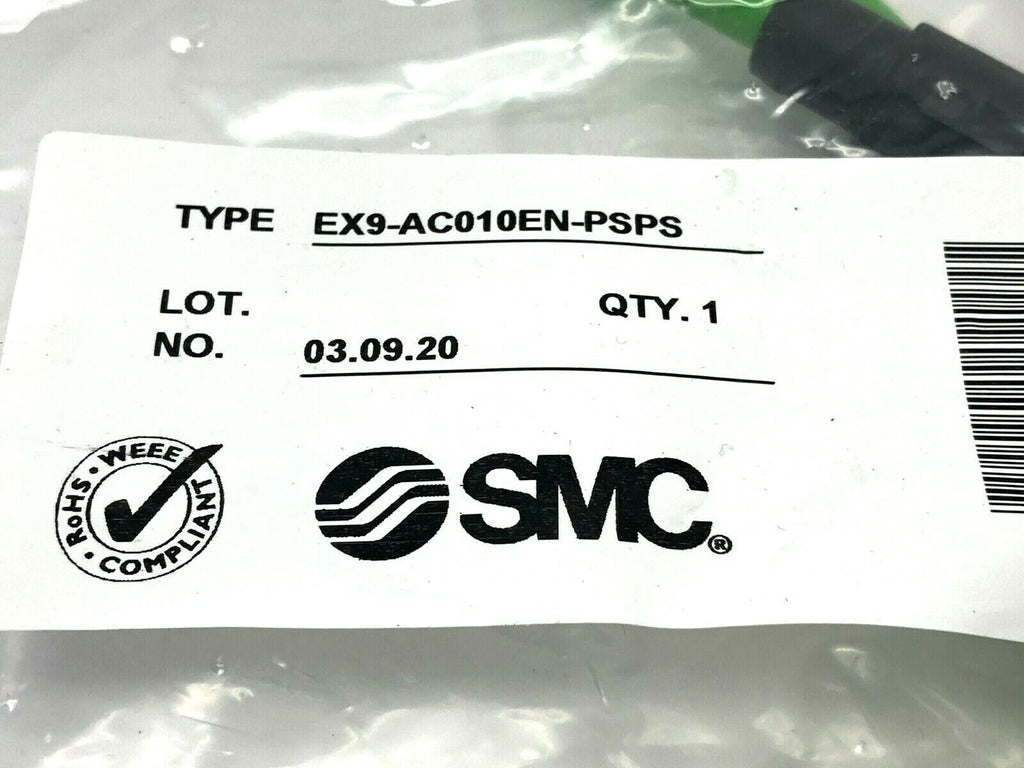 TYPE EX9-AC010EN-PSPS
LOT. QTY. 1
NO. 03.09.20
RoHS • WEEE • COMPLIANT
SMC®